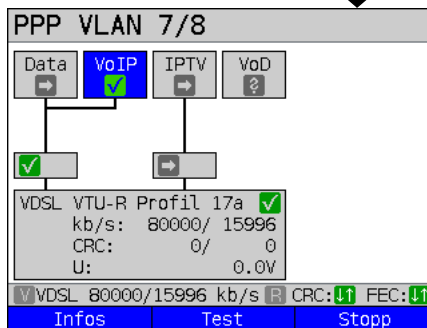 PPP VLAN 7/8
Data VoIP IPTV VoD
?
VDSL VTU-R Profil 17a
kb/s: 80000/ 15996
CRC: 0/ 0
U: 0.0V
V VDSL 80000/15996 kb/s R CRC: FEC:
Infos Test Stopp